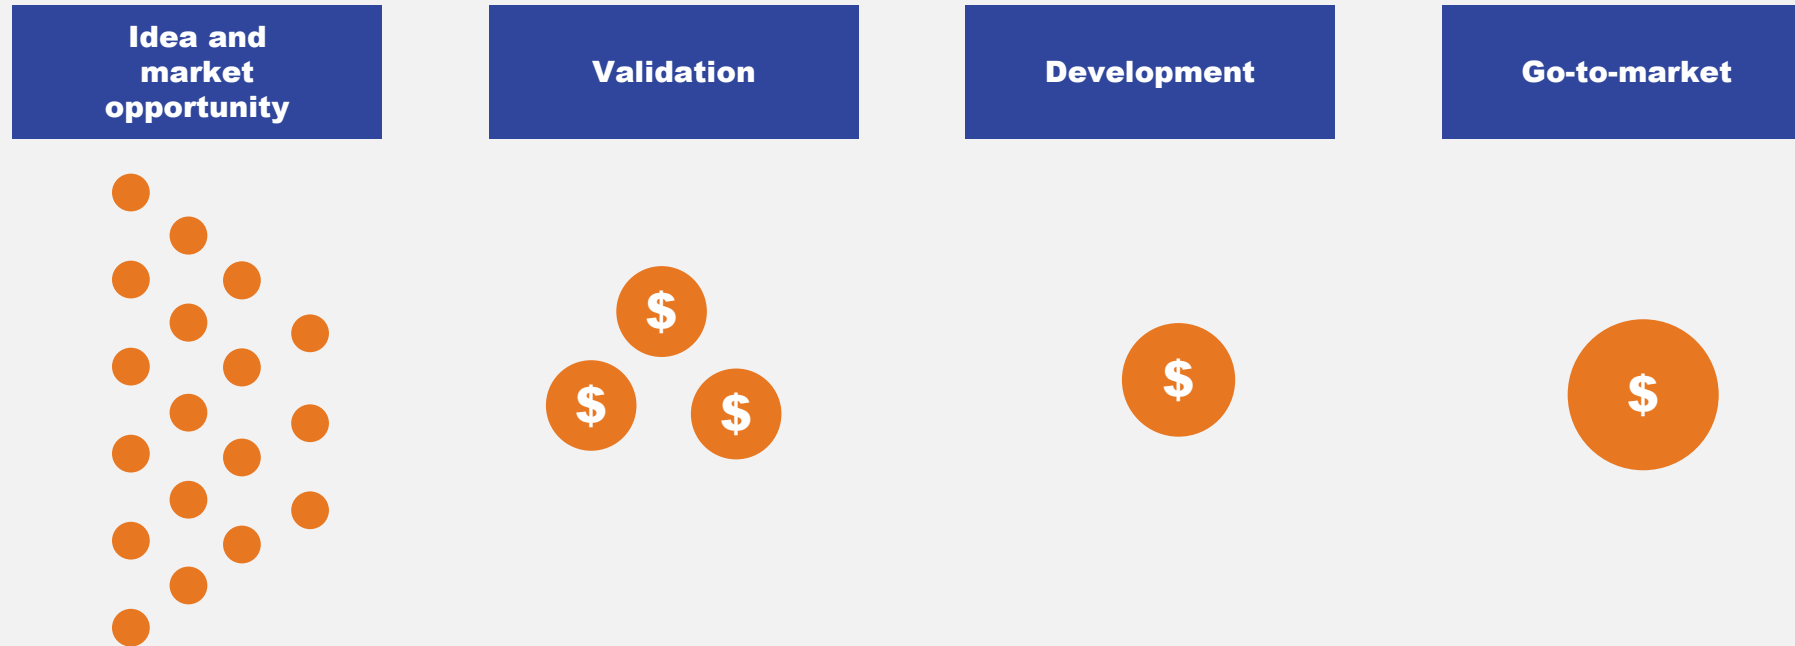 Idea and
market
opportunity
Validation
Development
Go-to-market
$
$
$
$
$